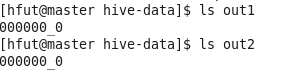 [hfut@master hive-data]$ ls out1
000000_0
[hfut@master hive-data]$ ls out2
000000_0